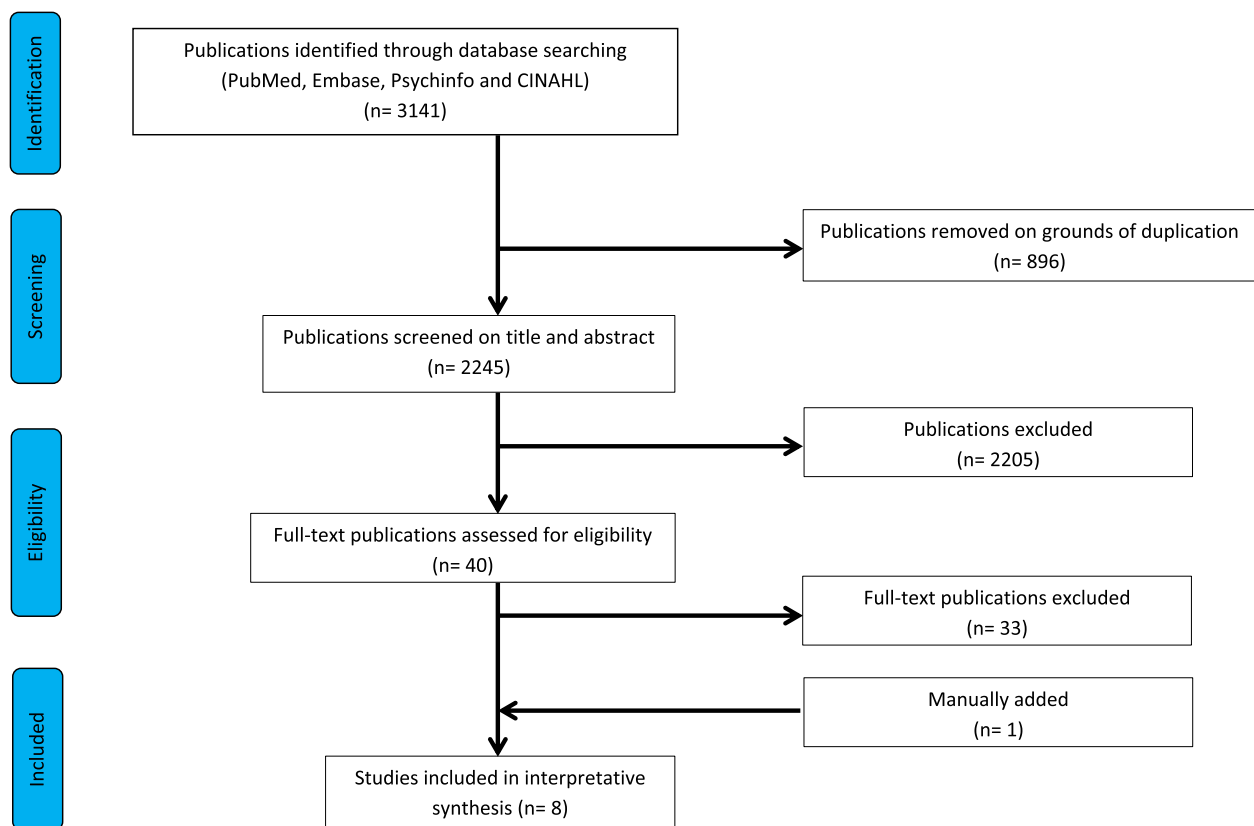 Identification
Publications identified through database searching
(PubMed, Embase, Psychinfo and CINAHL)
(n= 3141)
Screening
Publications removed on grounds of duplication
(n= 896)
Publications screened on title and abstract
(n= 2245)
Eligibility
Publications excluded
(n= 2205)
Full-text publications assessed for eligibility
(n= 40)
Full-text publications excluded
(n= 33)
Included
Manually added
(n= 1)
Studies included in interpretative
synthesis (n= 8)